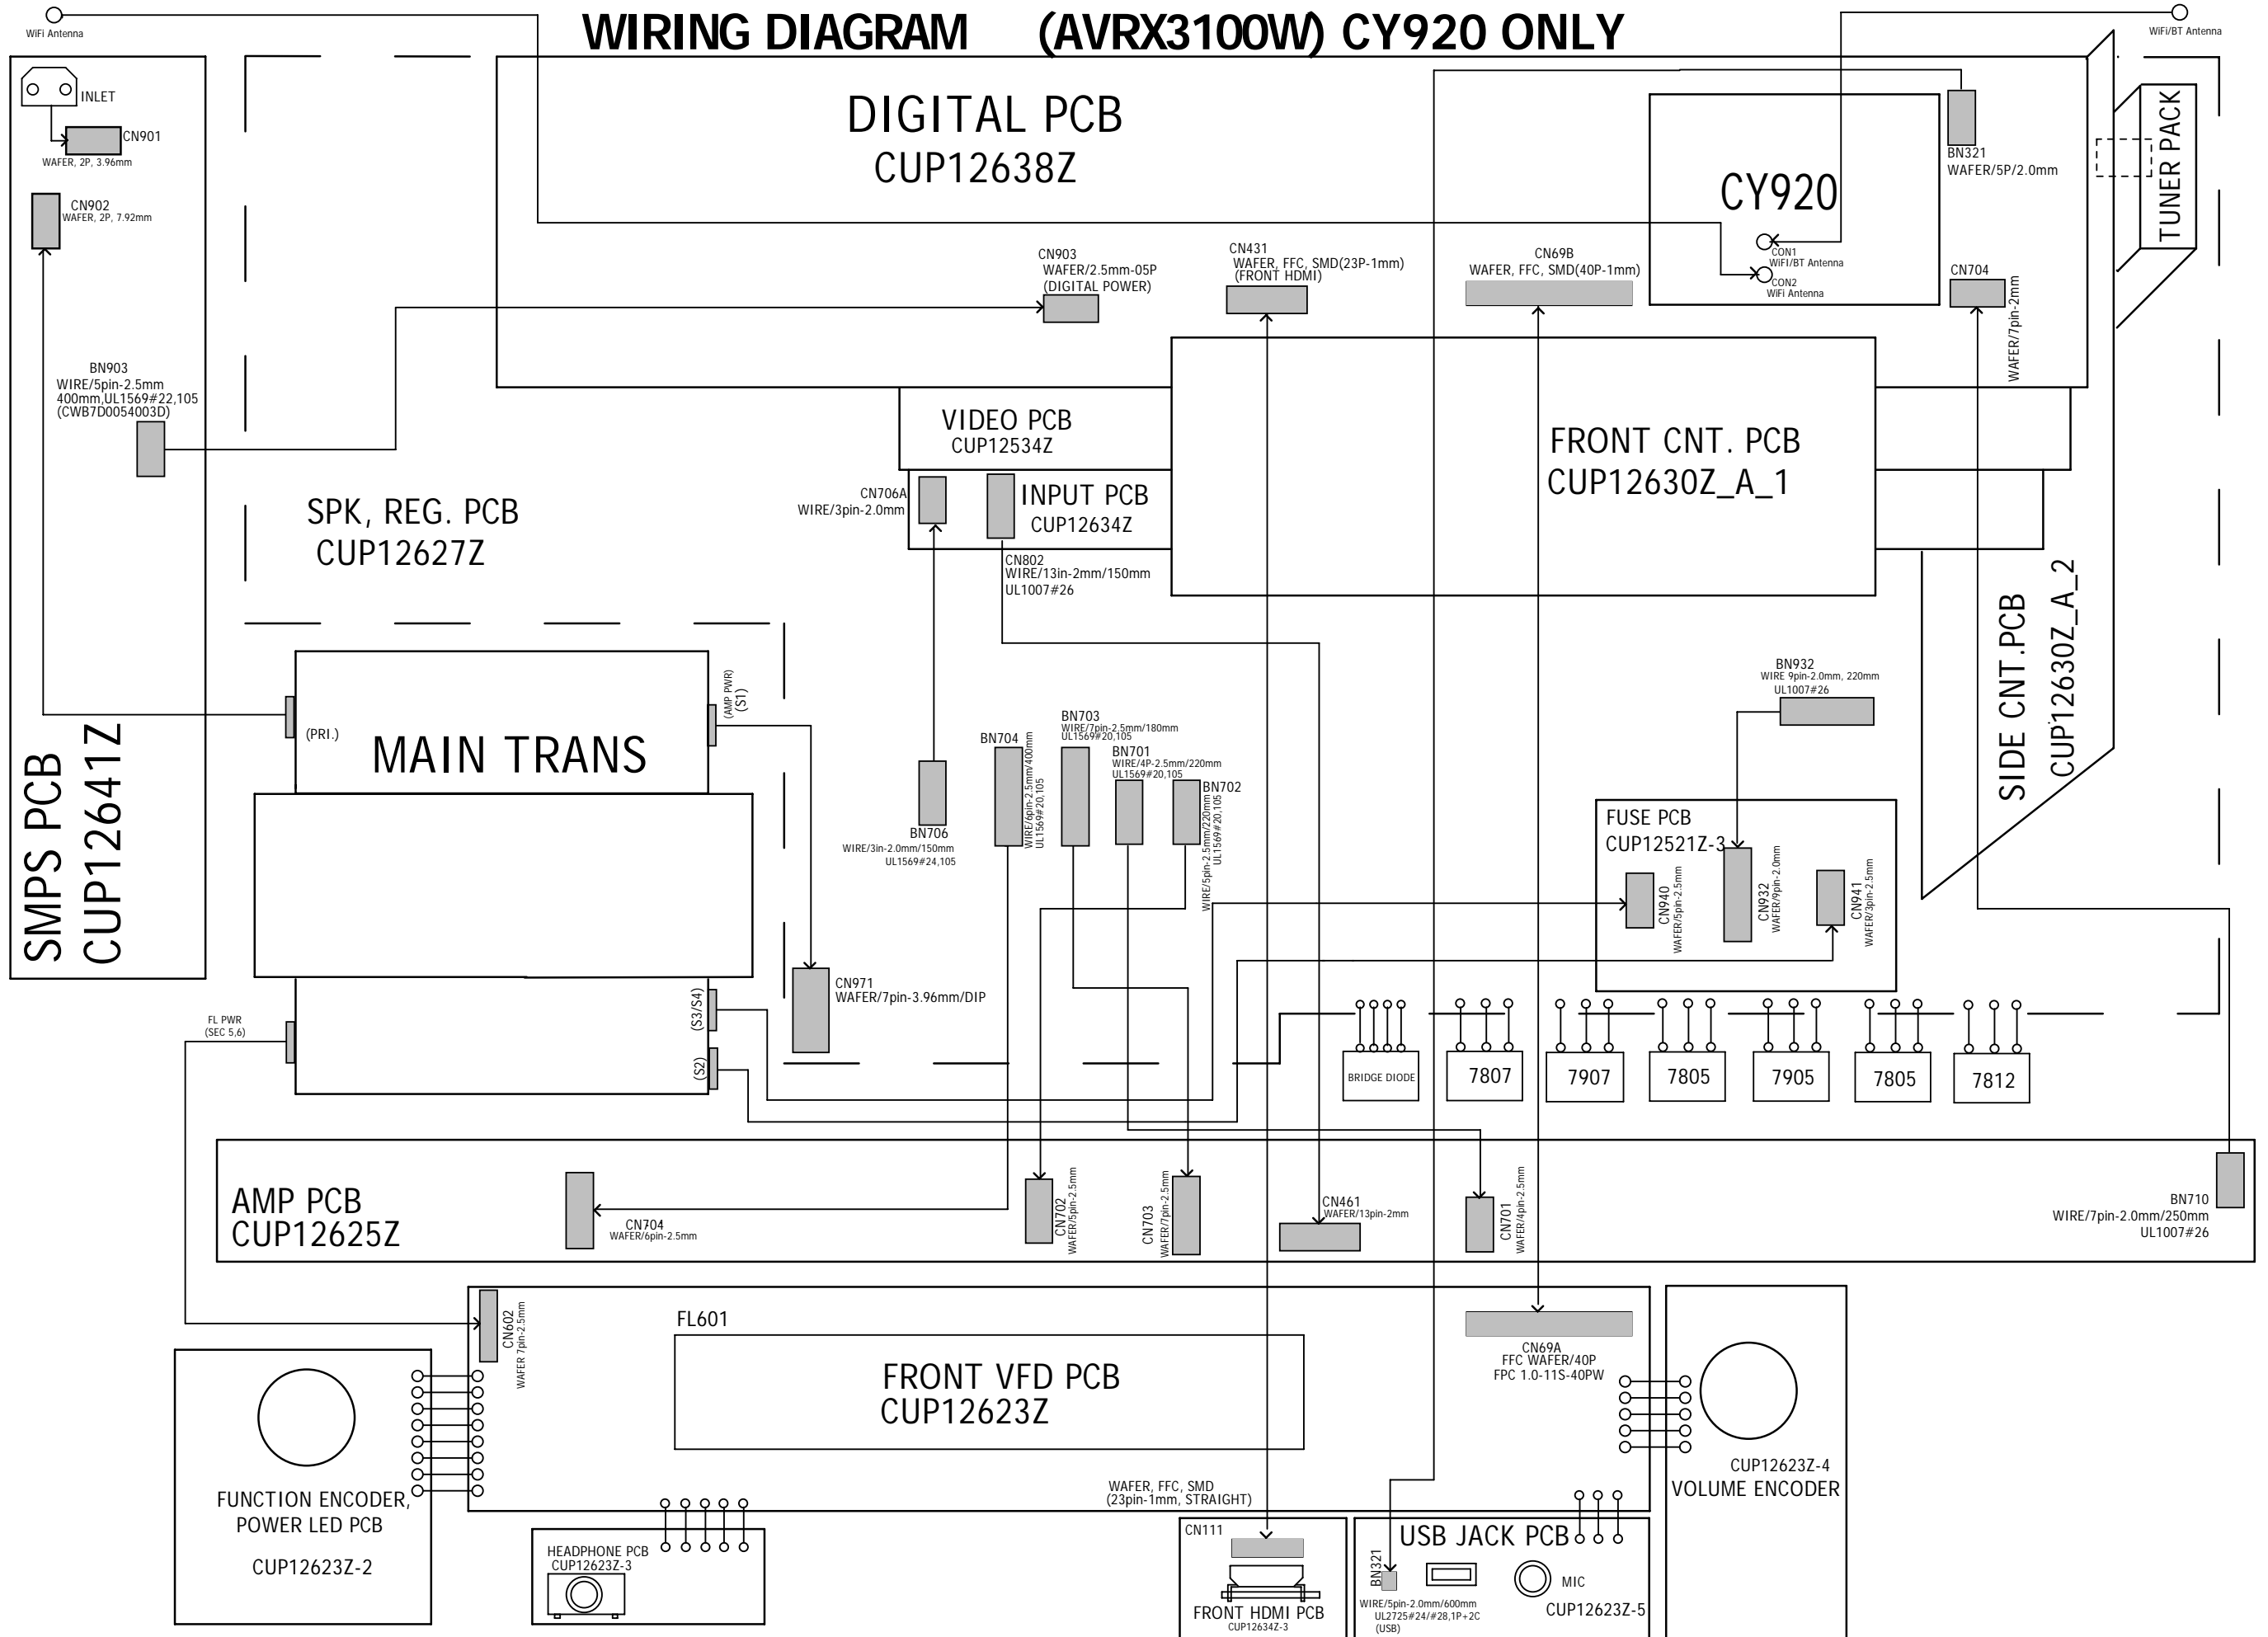 WIRING DIAGRAM (AVRX3100W) CY920 ONLY
WiFi Antenna
WiFi/BT Antenna
INLET
CN901
WAFER, 2P, 3.96mm
CN902
WAFER, 2P, 7.92mm
BN903
WIRE/5pin-2.5mm
400mm,UL1569#22,105
(CWB7D0054003D)
SMPS PCB
CUP12641Z
DIGITAL PCB
CUP12638Z
CY920
CON1
WiFI/BT Antenna
CON2
WiFi Antenna
BN321
WAFER/5P/2.0mm
TUNER PACK
CN903
WAFER/2.5mm-05P
(DIGITAL POWER)
CN431
WAFER, FFC, SMD(23P-1mm)
(FRONT HDMI)
CN69B
WAFER, FFC, SMD(40P-1mm)
CN704
WAFER/7pin-2mm
VIDEO PCB
CUP12534Z
FRONT CNT. PCB
CUP12630Z_A_1
SPK, REG. PCB
CUP12627Z
CN706A
WIRE/3pin-2.0mm
INPUT PCB
CUP12634Z
CN802
WIRE/13in-2mm/150mm
UL1007#26
SIDE CNT.PCB
CUP12630Z_A_2
(PRI.)
MAIN TRANS
(AMP PWR)
(S1)
BN706
WIRE/3in-2.0mm/150mm
UL1569#24,105
BN704
WIRE/6pin-2.5mm/400mm
UL1569#20,105
BN703
WIRE/7pin-2.5mm/180mm
UL1569#20,105
BN701
WIRE/4P-2.5mm/220mm
UL1569#20,105
BN702
WIRE/5pin-2.5mm/220mm
UL1569#20,105
BN932
WIRE 9pin-2.0mm, 220mm
UL1007#26
FUSE PCB
CUP12521Z-3
CN940
WAFER/5pin-2.5mm
CN932
WAFER/9pin-2.0mm
CN941
WAFER/3pin-2.5mm
CN971
WAFER/7pin-3.96mm/DIP
FL PWR
(SEC 5,6)
(S3/S4)
(S2)
BRIDGE DIODE
7807
7907
7805
7905
7805
7812
AMP PCB
CUP12625Z
CN704
WAFER/6pin-2.5mm
CN702
WAFER/5pin-2.5mm
CN703
WAFER/7pin-2.5mm
CN461
WAFER/13pin-2mm
CN701
WAFER/4pin-2.5mm
BN710
WIRE/7pin-2.0mm/250mm
UL1007#26
CN602
WAFER 7pin-2.5mm
FL601
FRONT VFD PCB
CUP12623Z
CN69A
FFC WAFER/40P
FPC 1.0-11S-40PW
FUNCTION ENCODER,
POWER LED PCB
CUP12623Z-2
CUP12623Z-4
VOLUME ENCODER
WAFER, FFC, SMD
(23pin-1mm, STRAIGHT)
HEADPHONE PCB
CUP12623Z-3
CN111
FRONT HDMI PCB
CUP12634Z-3
USB JACK PCB
BN321
MIC
WIRE/5pin-2.0mm/600mm
UL2725#24/#28,1P+2C
(USB)
CUP12623Z-5